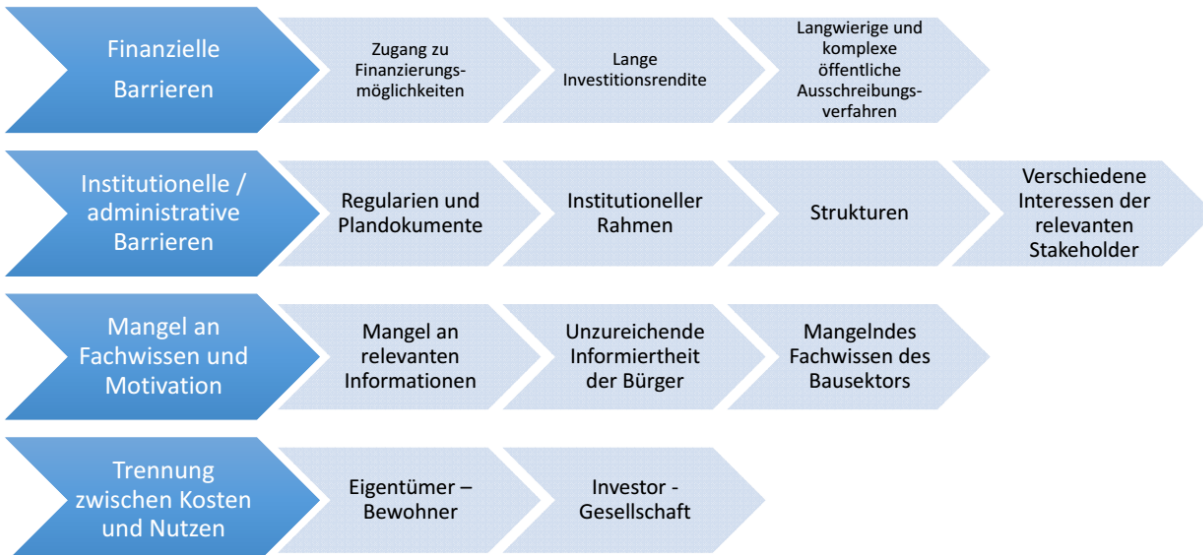 Finanzielle
Barrieren
Zugang zu
Finanzierungs-
möglichkeiten
Lange
Investitionsrendite
Langwierige und
komplexe
öffentliche
Ausschreibungs-
verfahren
Institutionelle /
administrative
Barrieren
Regularien und
Plandokumente
Institutioneller
Rahmen
Strukturen
Verschiedene
Interessen der
relevanten
Stakeholder
Mangel an
Fachwissen und
Motivation
Mangel an
relevanten
Informationen
Unzureichende
Informiertheit
der Bürger
Mangelndes
Fachwissen des
Bausektors
Trennung
zwischen Kosten
und Nutzen
Eigentümer –
Bewohner
Investor -
Gesellschaft